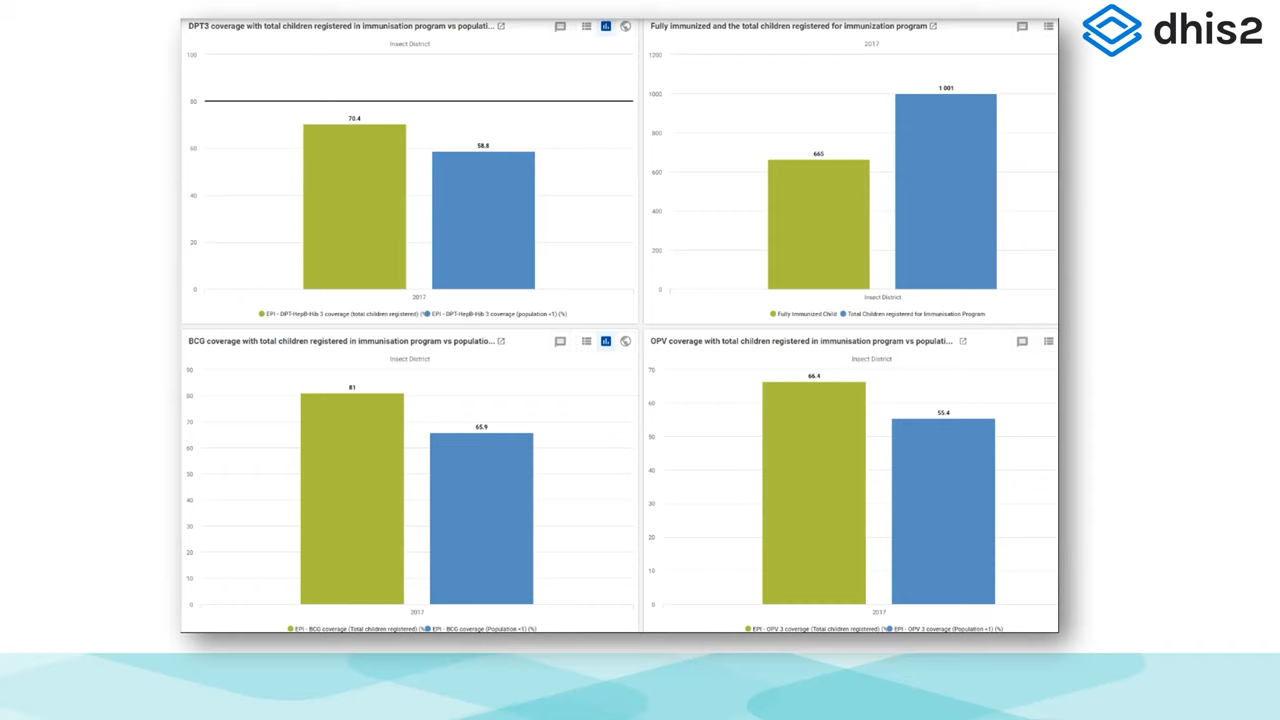 dhis2
DPT3 coverage with total children registered in immunisation program vs populati...
Insect District
100
80
60
40
20
0
70.4
58.8
2017
EPI - DPT-HepB-Hib 3 coverage (total children registered) (%
EPI - DPT-HepB-Hib 3 coverage (population <1) (%)
Fully immunized and the total children registered for immunization program
2017
1200
1000
800
600
400
200
0
665
1 001
Insect District
Fully Immunized Child
Total Children registered for Immunisation Program
BCG coverage with total children registered in immunisation program vs populatio...
Insect District
90
80
70
60
50
40
30
20
10
0
81
65.9
2017
EPI - BCG coverage (Total children registered) (%
EPI - BCG coverage (Population <1) (%)
OPV coverage with total children registered in immunisation program vs populati...
Insect District
70
60
50
40
30
20
10
0
66.4
55.4
2017
EPI - OPV 3 coverage (Total children registered) (%
EPI - OPV 3 coverage (Population <1) (%)